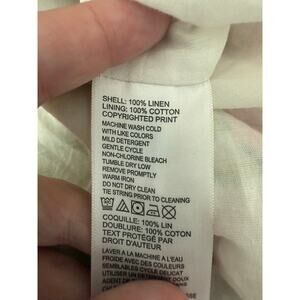 SHELL: 100% LINEN
LINING: 100% COTTON
COPYRIGHTED PRINT
MACHINE WASH COLD
WITH LIKE COLORS
MILD DETERGENT
GENTLE CYCLE
NON-CHLORINE BLEACH
TUMBLE DRY LOW
REMOVE PROMPTLY
WARM IRON
DO NOT DRY CLEAN
TIE STRING PRIOR TO CLEANING
COQUILLE: 100% LIN
DOUBLURE: 100% COTON
TEXT PROTÉGÉ PAR
DROIT D'AUTEUR
LAVER A LA MACHINE A L'EAU
FROIDE AVEC DES COULEURS
SEMBLABLES CYCLE DELICAT